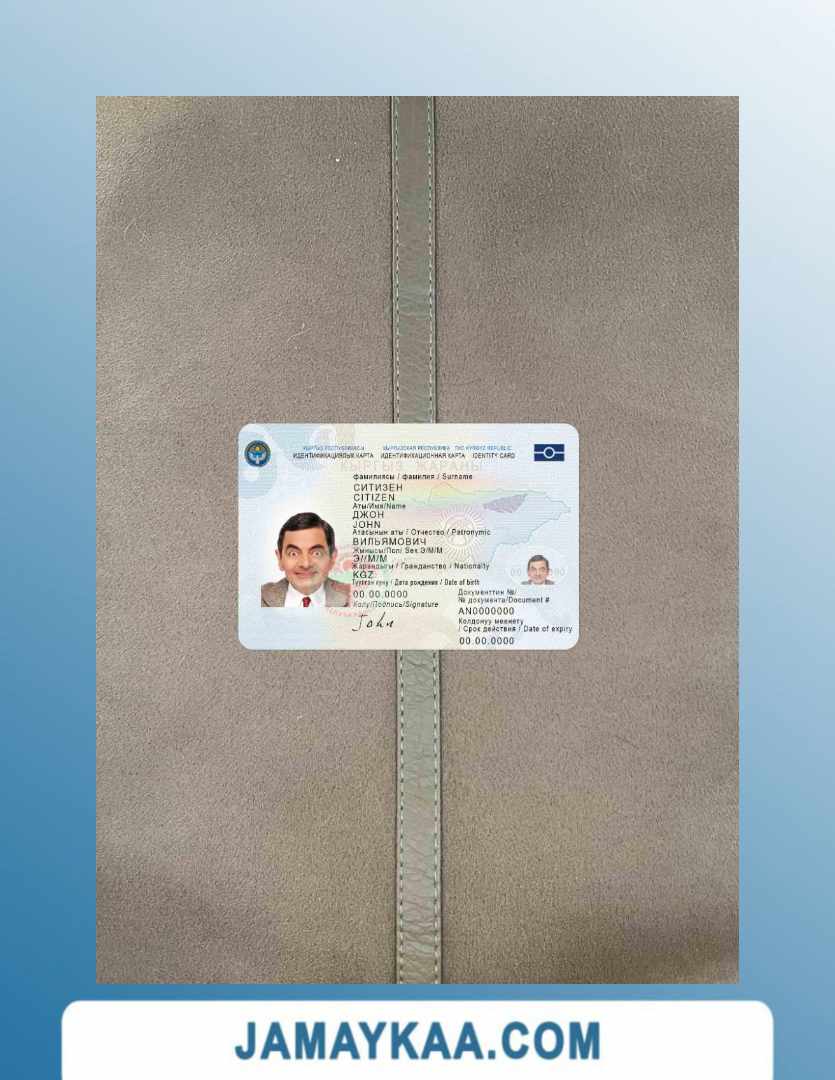 КЫРГЫЗ РЕСПУБЛИКАСЫ КЫРГЫЗСКАЯ РЕСПУБЛИКА THE KYRGYZ REPUBLIC
ИДЕНТИФИКАЦИЯЛЫК КАРТА ИДЕНТИФИКАЦИОННАЯ КАРТА IDENTITY CARD
КЫРГЫЗ ЖАРАНЫ
Фамилиясы / Фамилия / Surname
СИТИЗЕН
CITIZEN
Аты/Имя/Name
ДЖОН
JOHN
Атасынын аты / Отчество / Patronymic
ВИЛЬЯМОВИЧ
Жынысы/Пол/ Sex Э/М/М
Э//М/М
Жарандыгы / Гражданство / Nationality
KGZ
Туулган күнү / Дата рождения / Date of birth
00.00.0000
Колу/Подпись/Signature
John
Документтин №/
№ документа/Document #
AN0000000
Колдонуу мөөнөтү
/ Срок действия / Date of expiry
00.00.0000
JAMAYKAA.COM